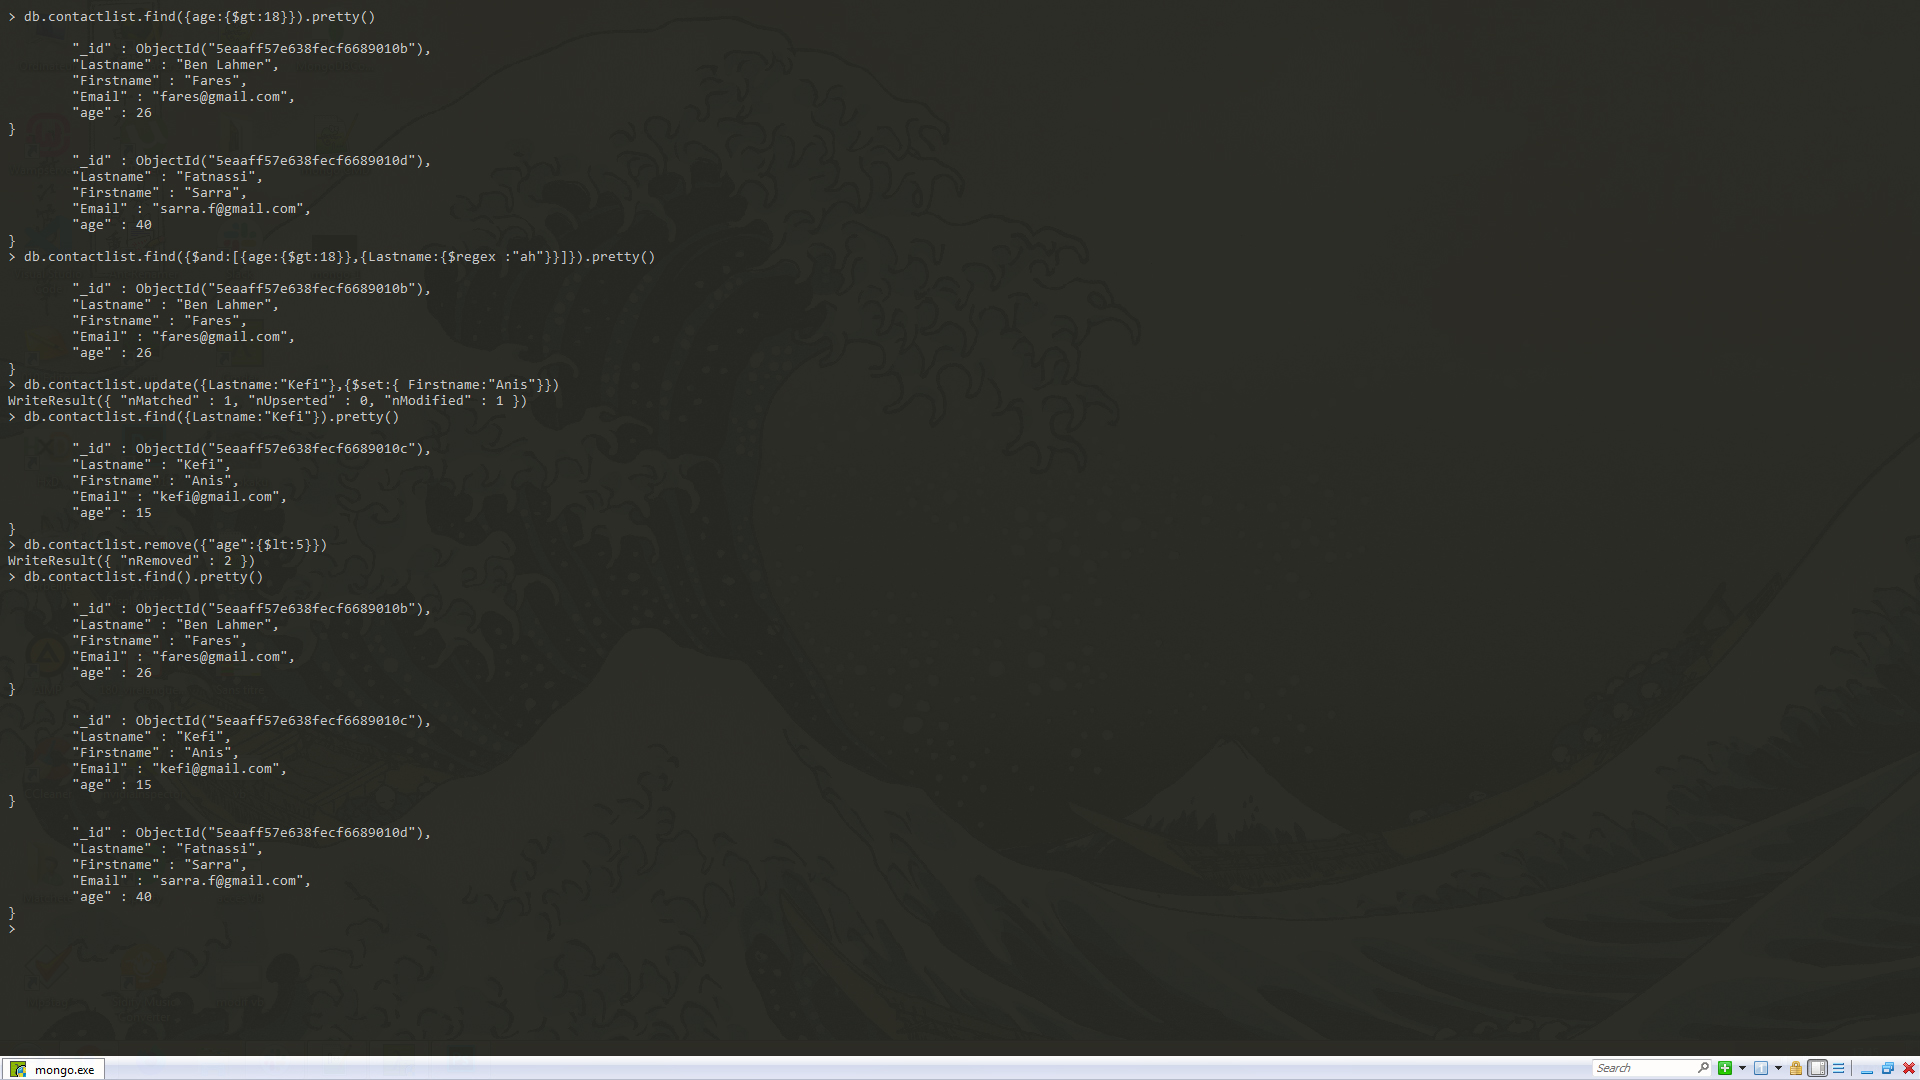 > db.contactlist.find({age:{$gt:18}}).pretty()
"_id" : ObjectId("5eaaff57e638fecf6689010b"),
"Lastname" : "Ben Lahmer",
"Firstname" : "Fares",
"Email" : "fares@gmail.com",
"age" : 26
}
"_id" : ObjectId("5eaaff57e638fecf6689010d"),
"Lastname" : "Fatnassi",
"Firstname" : "Sarra",
"Email" : "sarra.f@gmail.com",
"age" : 40
}
> db.contactlist.find({$and:[{age:{$gt:18}},{Lastname:{$regex :"ah"}}]}).pretty()
"_id" : ObjectId("5eaaff57e638fecf6689010b"),
"Lastname" : "Ben Lahmer",
"Firstname" : "Fares",
"Email" : "fares@gmail.com",
"age" : 26
}
> db.contactlist.update({Lastname:"Kefi"},{$set:{ Firstname:"Anis"}})
WriteResult({ "nMatched" : 1, "nUpserted" : 0, "nModified" : 1 })
> db.contactlist.find({Lastname:"Kefi"}).pretty()
"_id" : ObjectId("5eaaff57e638fecf6689010c"),
"Lastname" : "Kefi",
"Firstname" : "Anis",
"Email" : "kefi@gmail.com",
"age" : 15
}
> db.contactlist.remove({"age":{$lt:5}})
WriteResult({ "nRemoved" : 2 })
> db.contactlist.find().pretty()
"_id" : ObjectId("5eaaff57e638fecf6689010b"),
"Lastname" : "Ben Lahmer",
"Firstname" : "Fares",
"Email" : "fares@gmail.com",
"age" : 26
}
"_id" : ObjectId("5eaaff57e638fecf6689010c"),
"Lastname" : "Kefi",
"Firstname" : "Anis",
"Email" : "kefi@gmail.com",
"age" : 15
}
"_id" : ObjectId("5eaaff57e638fecf6689010d"),
"Lastname" : "Fatnassi",
"Firstname" : "Sarra",
"Email" : "sarra.f@gmail.com",
"age" : 40
}
>
mongo.exe
Search